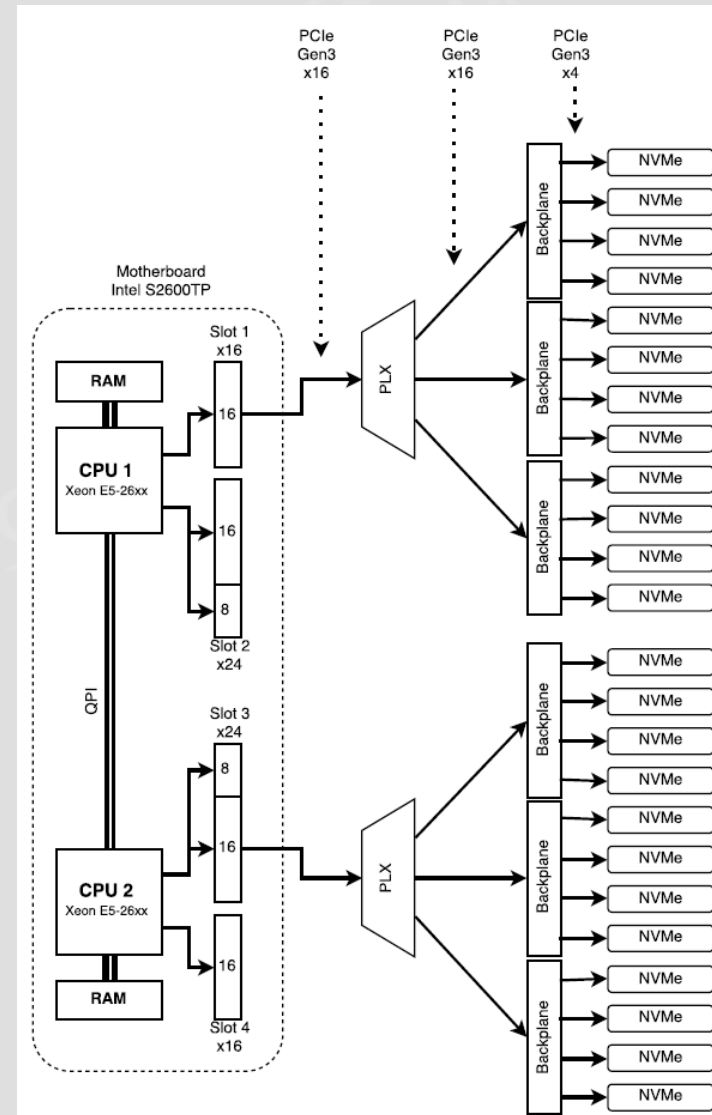 PCIe
Gen3
x16
PCIe
Gen3
x16
PCIe
Gen3
x4
Motherboard
Intel S2600TP
Slot 1
x16
RAM
16
CPU 1
Xeon E5-26xx
16
8
Slot 2
x24
QPI
Slot 3
x24
8
16
CPU 2
Xeon E5-26xx
16
RAM
Slot 4
x16
PLX
Backplane
NVMe
NVMe
NVMe
NVMe
Backplane
NVMe
NVMe
NVMe
NVMe
Backplane
NVMe
NVMe
NVMe
NVMe
PLX
Backplane
NVMe
NVMe
NVMe
NVMe
Backplane
NVMe
NVMe
NVMe
NVMe
Backplane
NVMe
NVMe
NVMe
NVMe